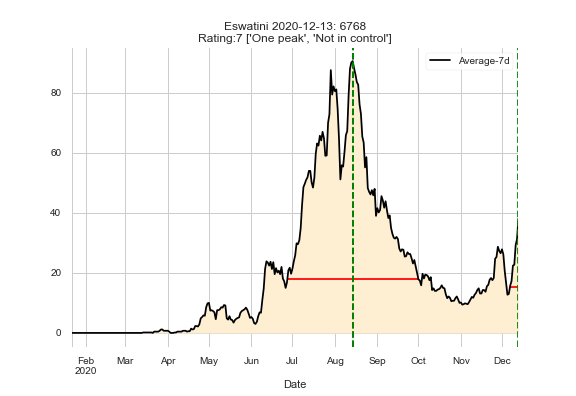 Eswatini 2020-12-13: 6768
Rating:7 ['One peak', 'Not in control']
Average-7d
80
60
40
20
0
Feb Mar Apr May Jun Jul Aug Sep Oct Nov Dec
2020
Date